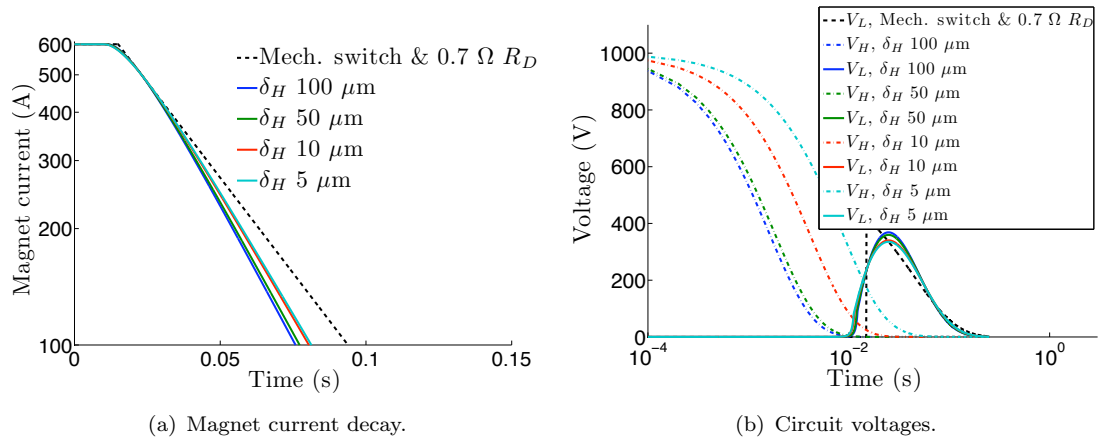 Magnet current (A)
600
500
400
300
200
100
0
0.05
0.1
0.15
Time (s)
Mech. switch & 0.7 Ω R_D
δ_H 100 μm
δ_H 50 μm
δ_H 10 μm
δ_H 5 μm
(a) Magnet current decay.
Voltage (V)
1000
800
600
400
200
0
10^−4
10^−2
10^0
Time (s)
V_L, Mech. switch & 0.7 Ω R_D
V_H, δ_H 100 μm
V_L, δ_H 100 μm
V_H, δ_H 50 μm
V_L, δ_H 50 μm
V_H, δ_H 10 μm
V_L, δ_H 10 μm
V_H, δ_H 5 μm
V_L, δ_H 5 μm
(b) Circuit voltages.